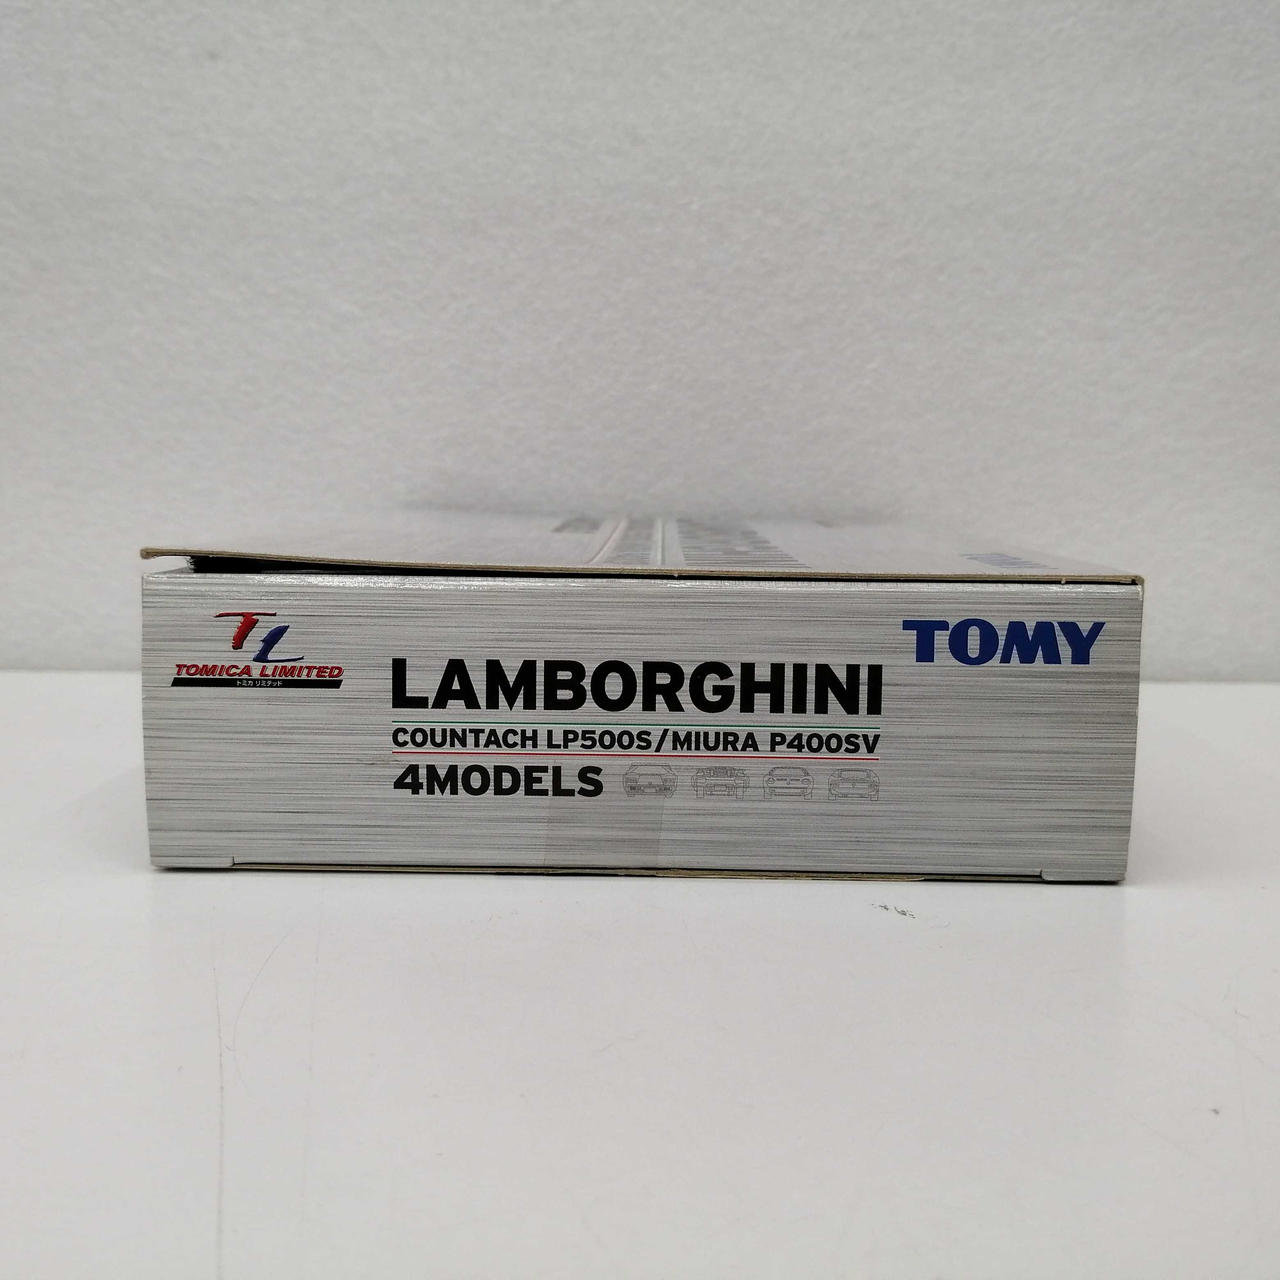 TL
TOMICA LIMITED
トミカ リミテッド
TOMY
LAMBORGHINI
COUNTACH LP500S/MIURA P400SV
4MODELS